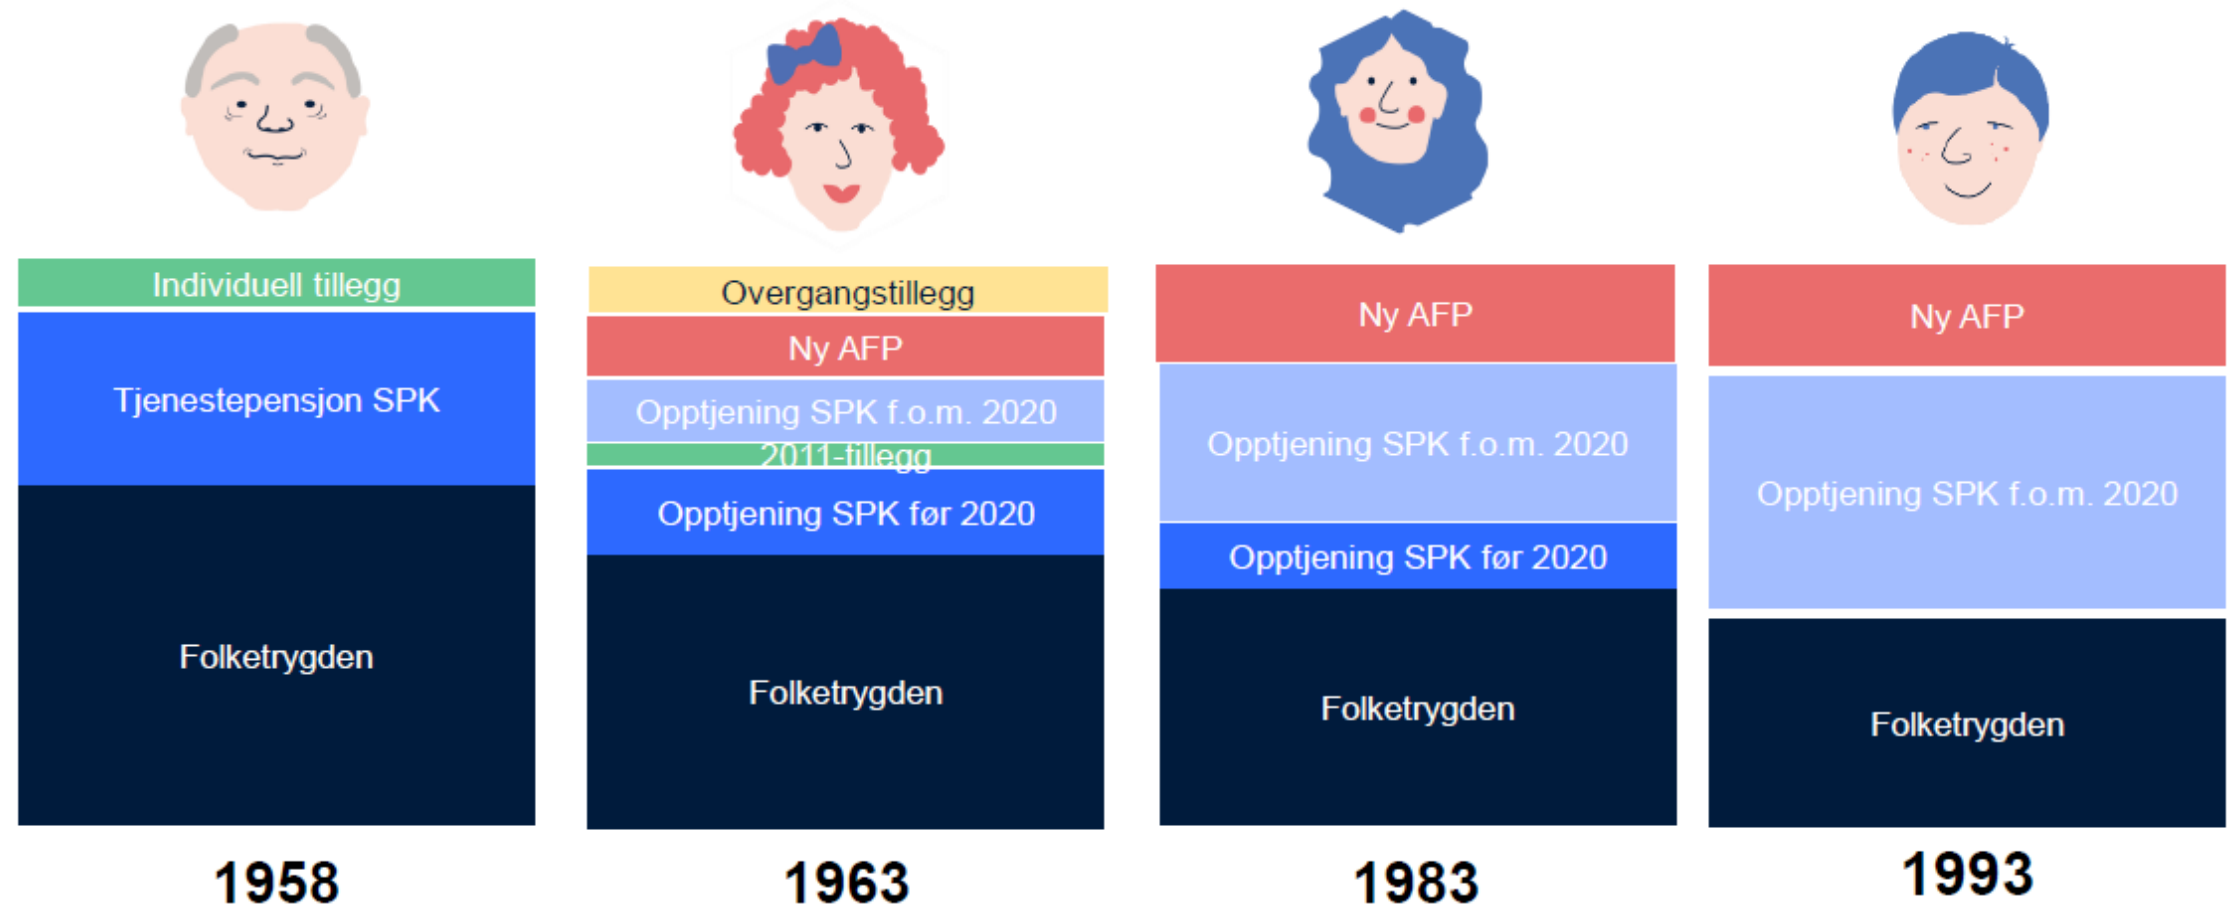 Individuell tillegg
Tjenestepensjon SPK
Folketrygden
1958
Overgangstillegg
Ny AFP
Opptjening SPK f.o.m. 2020
2011-tillegg
Opptjening SPK før 2020
Folketrygden
1963
Ny AFP
Opptjening SPK f.o.m. 2020
Opptjening SPK før 2020
Folketrygden
1983
Ny AFP
Opptjening SPK f.o.m. 2020
Folketrygden
1993